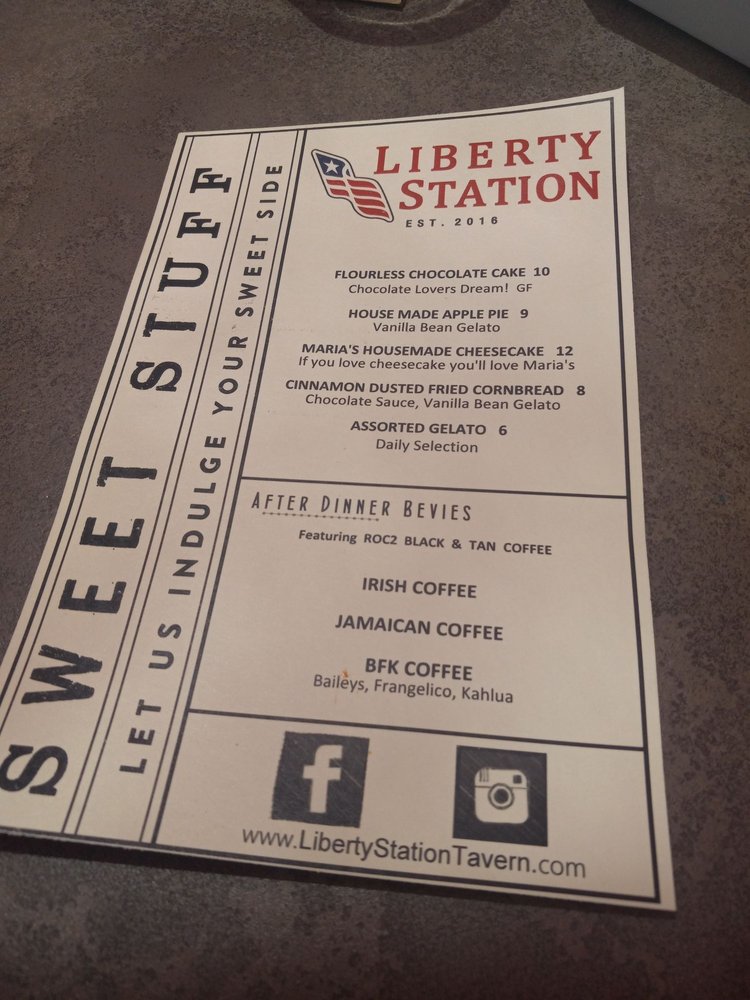 SWEET STUFF
LET US INDULGE YOUR SWEET SIDE
LIBERTY
STATION
EST. 2016
FLOURLESS CHOCOLATE CAKE 10
Chocolate Lovers Dream! GF
HOUSE MADE APPLE PIE 9
Vanilla Bean Gelato
MARIA'S HOUSEMADE CHEESECAKE 12
If you love cheesecake you'll love Maria's
CINNAMON DUSTED FRIED CORNBREAD 8
Chocolate Sauce, Vanilla Bean Gelato
ASSORTED GELATO 6
Daily Selection
AFTER DINNER BEVIES
Featuring ROC2 BLACK & TAN COFFEE
IRISH COFFEE
JAMAICAN COFFEE
BFK COFFEE
Baileys, Frangelico, Kahlua
f
www.LibertyStationTavern.com